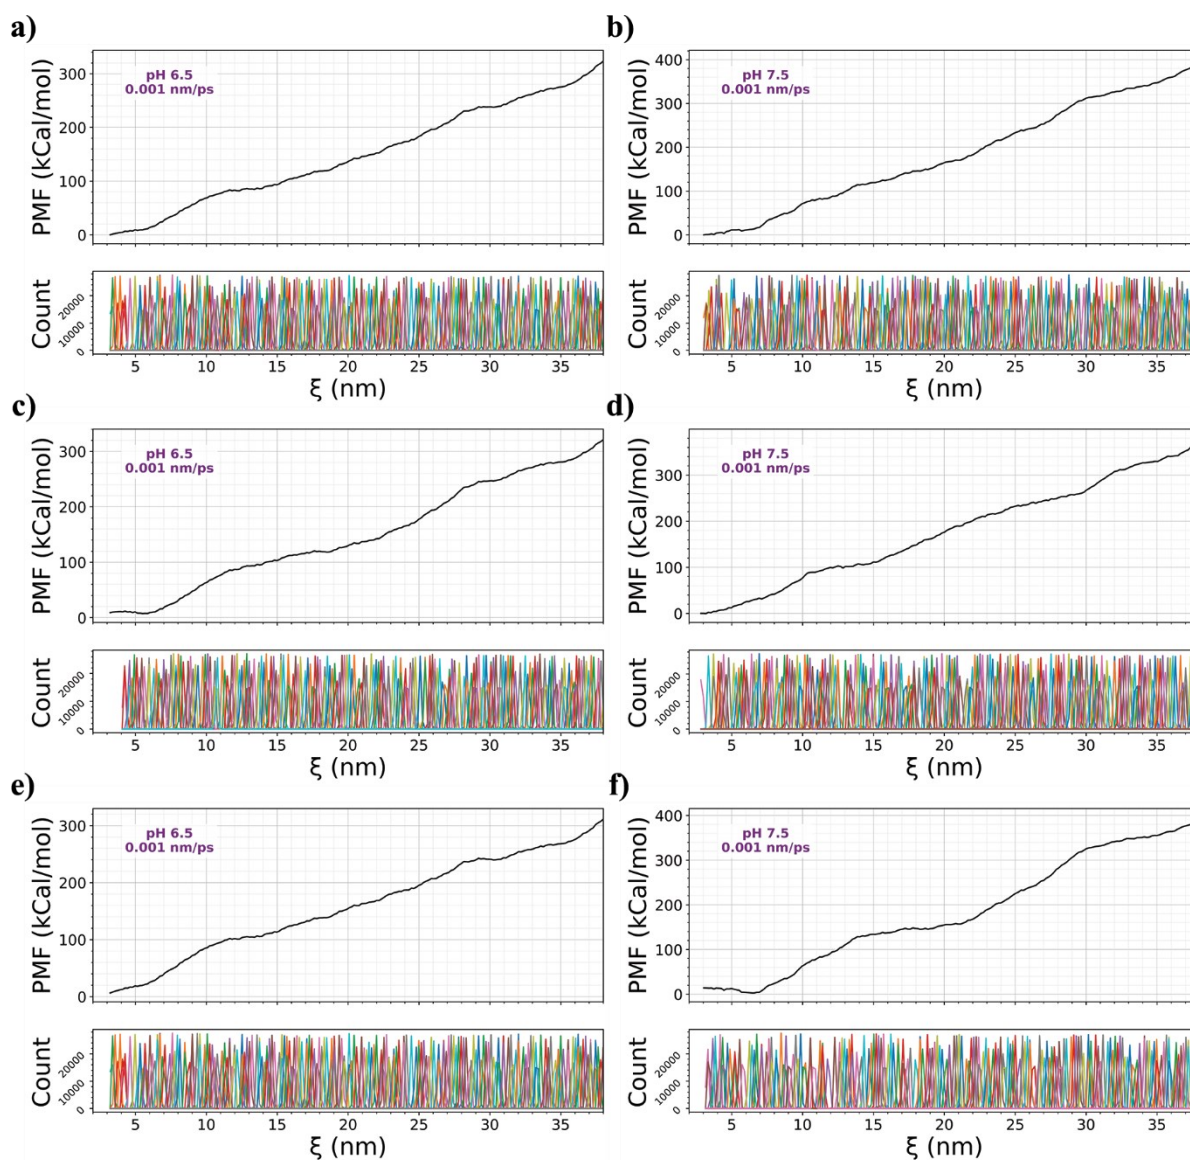 a)
300
200
100
0
PMF (kCal/mol)
pH 6.5
0.001 nm/ps
20000
10000
0
Count
5 10 15 20 25 30 35
ξ (nm)
b)
400
300
200
100
0
PMF (kCal/mol)
pH 7.5
0.001 nm/ps
20000
10000
0
Count
5 10 15 20 25 30 35
ξ (nm)
c)
300
200
100
0
PMF (kCal/mol)
pH 6.5
0.001 nm/ps
20000
10000
0
Count
5 10 15 20 25 30 35
ξ (nm)
d)
300
200
100
0
PMF (kCal/mol)
pH 7.5
0.001 nm/ps
20000
10000
0
Count
5 10 15 20 25 30 35
ξ (nm)
e)
300
200
100
0
PMF (kCal/mol)
pH 6.5
0.001 nm/ps
20000
10000
0
Count
5 10 15 20 25 30 35
ξ (nm)
f)
400
300
200
100
0
PMF (kCal/mol)
pH 7.5
0.001 nm/ps
20000
10000
0
Count
5 10 15 20 25 30 35
ξ (nm)